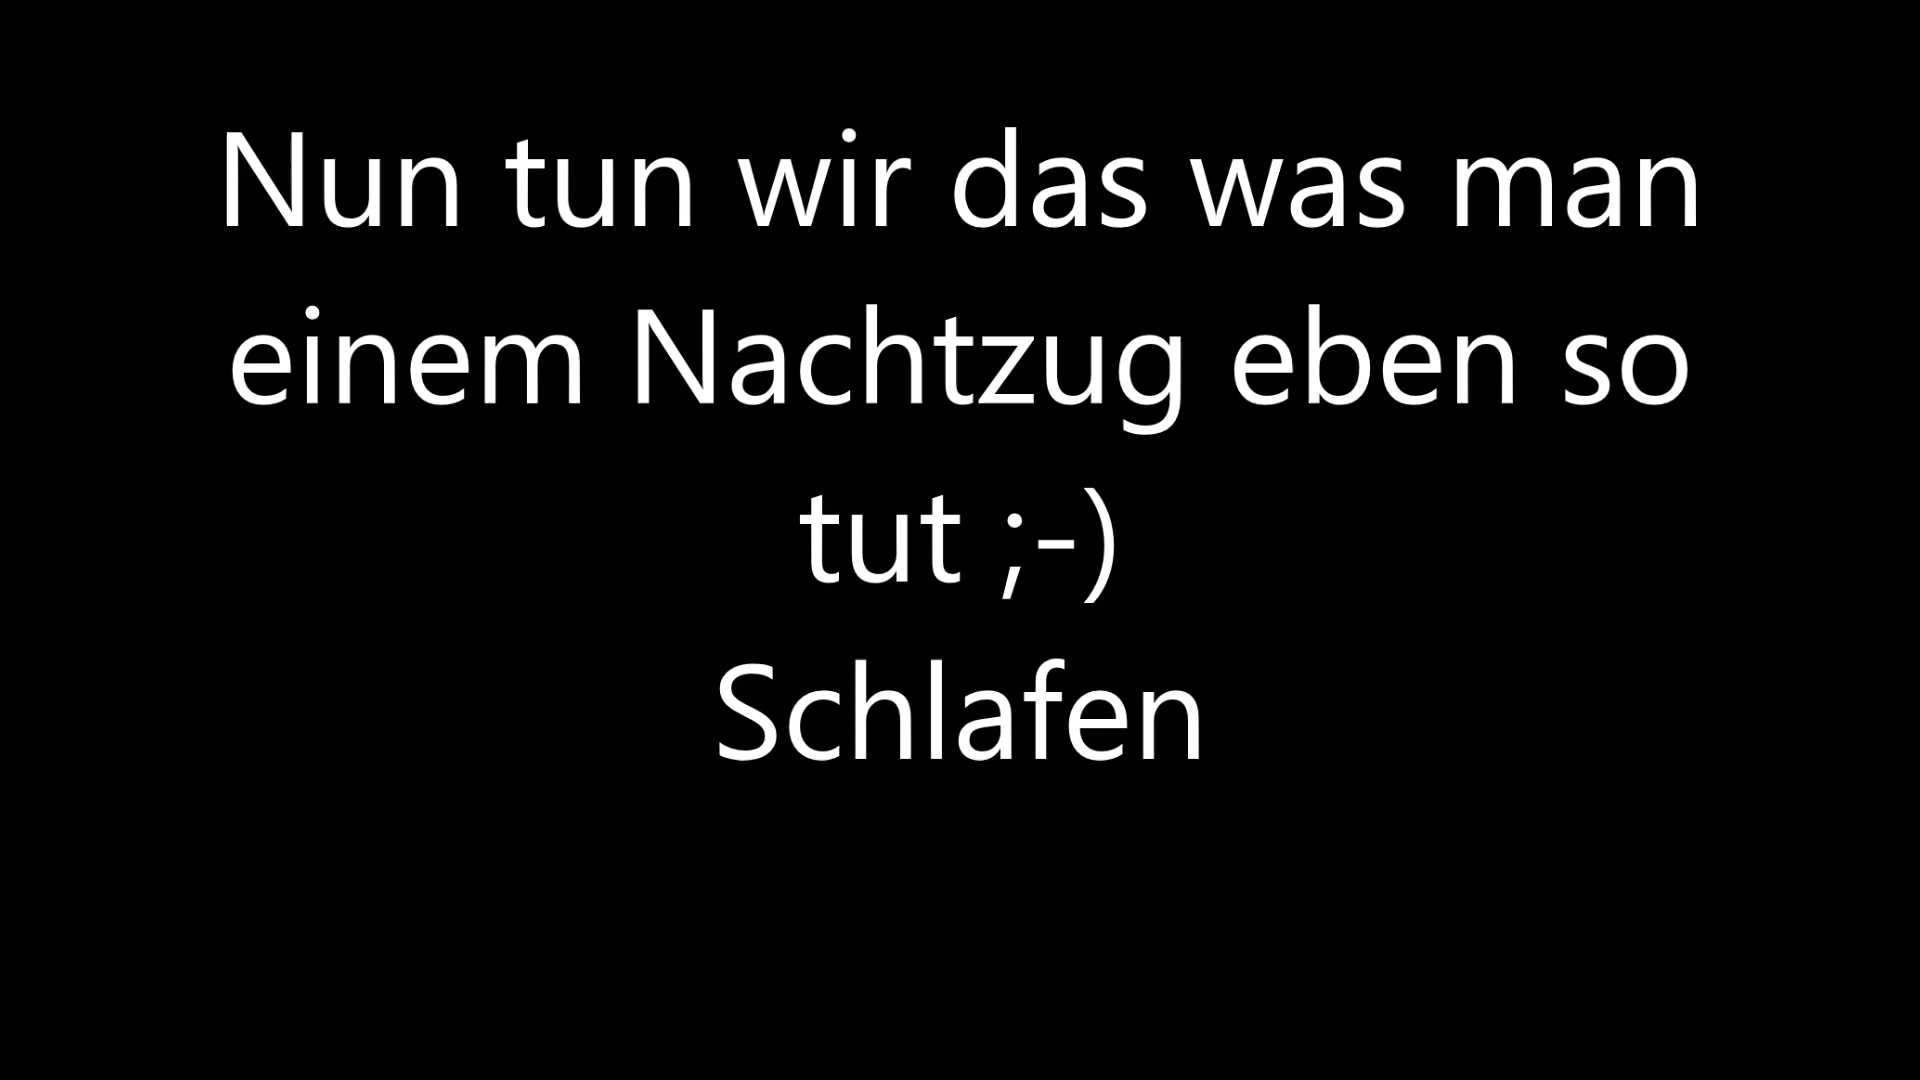 Nun tun wir das was man
einem Nachtzug eben so
tut ;-)
Schlafen